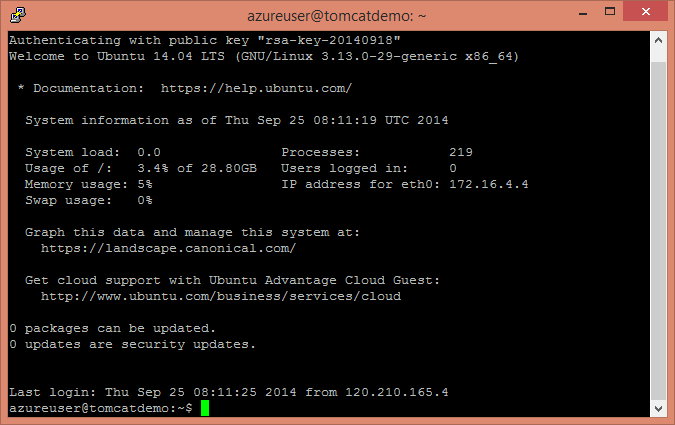 azureuser@tomcatdemo: ~
Authenticating with public key "rsa-key-20140918"
Welcome to Ubuntu 14.04 LTS (GNU/Linux 3.13.0-29-generic x86_64)
* Documentation:  https://help.ubuntu.com/
System information as of Thu Sep 25 08:11:19 UTC 2014
System load:  0.0               Processes:           219
Usage of /:   3.4% of 28.80GB   Users logged in:     0
Memory usage: 5%                IP address for eth0: 172.16.4.4
Swap usage:   0%
Graph this data and manage this system at:
https://landscape.canonical.com/
Get cloud support with Ubuntu Advantage Cloud Guest:
http://www.ubuntu.com/business/services/cloud
0 packages can be updated.
0 updates are security updates.
Last login: Thu Sep 25 08:11:25 2014 from 120.210.165.4
azureuser@tomcatdemo:~$